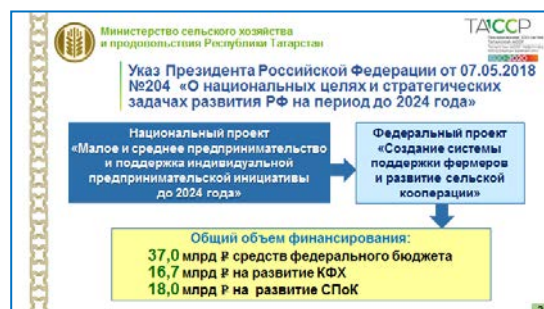 Министерство сельского хозяйства
и продовольствия Республики Татарстан
ТАССР
Указ Президента Российской Федерации от 07.05.2018
№204 «О национальных целях и стратегических
задачах развития РФ на период до 2024 года»
Национальный проект
«Малое и среднее предпринимательство
и поддержка индивидуальной
предпринимательской инициативы
до 2024 года»
Федеральный проект
«Создание системы
поддержки фермеров
и развитие сельской
кооперации»
Общий объем финансирования:
37,0 млрд ₽ средств федерального бюджета
16,7 млрд ₽ на развитие КФХ
18,0 млрд ₽ на развитие СПоК